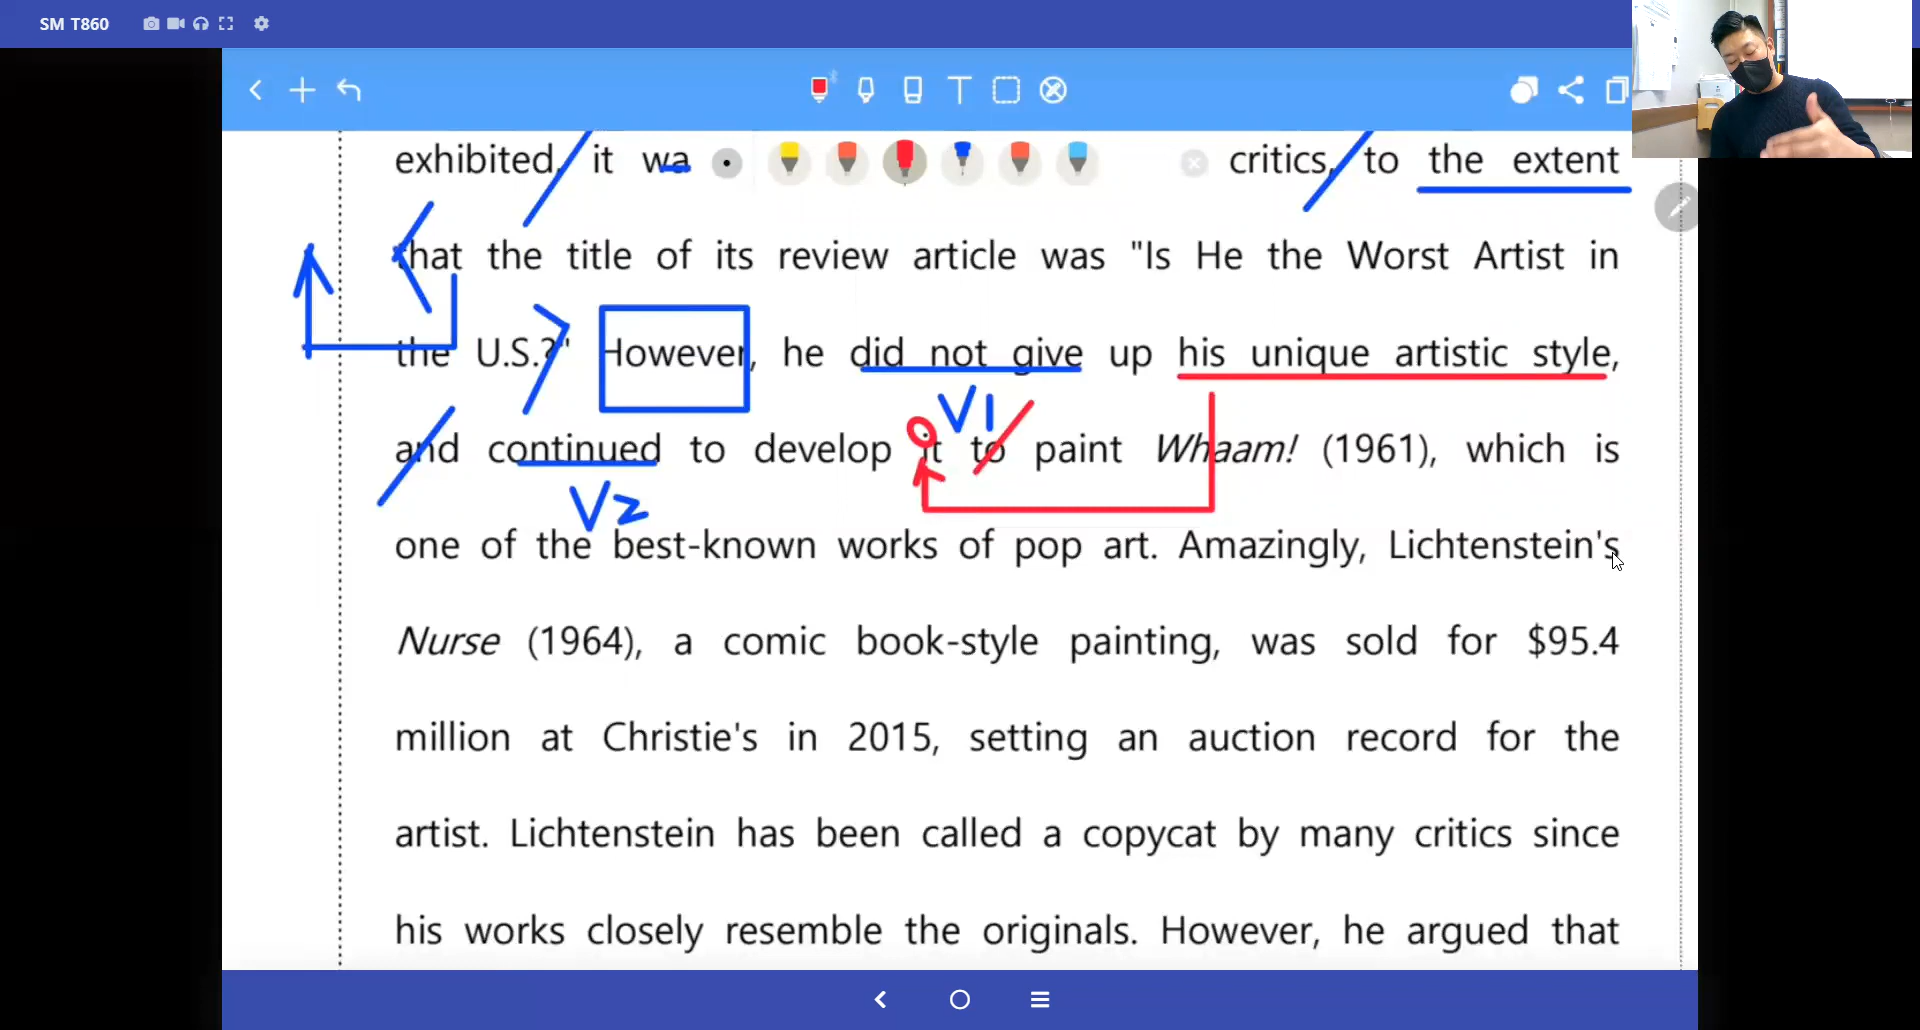 SM T860
exhibited, it wa critics, to the extent
that the title of its review article was "Is He the Worst Artist in
the U.S.?" However, he did not give up his unique artistic style,
V1
and continued to develop it to paint Whaam! (1961), which is
V2
one of the best-known works of pop art. Amazingly, Lichtenstein's
Nurse (1964), a comic book-style painting, was sold for $95.4
million at Christie's in 2015, setting an auction record for the
artist. Lichtenstein has been called a copycat by many critics since
his works closely resemble the originals. However, he argued that